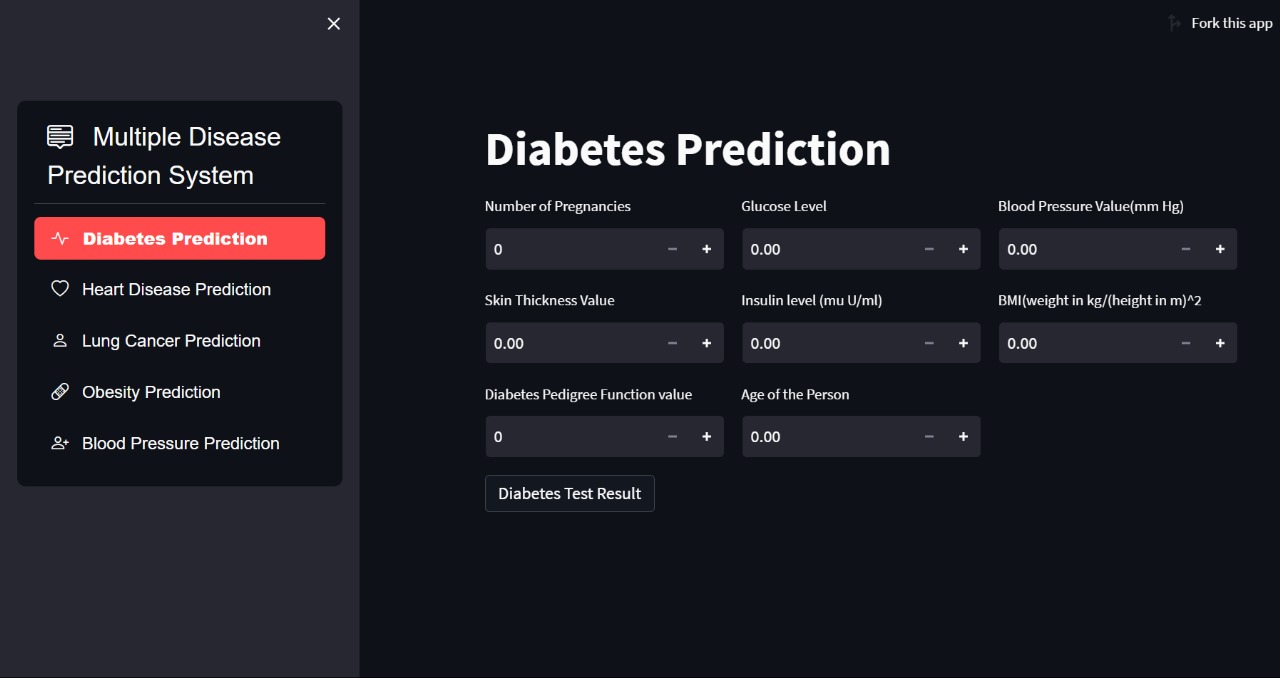 Fork this app
Multiple Disease
Prediction System
Diabetes Prediction
Heart Disease Prediction
Lung Cancer Prediction
Obesity Prediction
Blood Pressure Prediction
Diabetes Prediction
Number of Pregnancies
Glucose Level
Blood Pressure Value(mm Hg)
0
0.00
0.00
Skin Thickness Value
Insulin level (mu U/ml)
BMI(weight in kg/(height in m)^2
0.00
0.00
0.00
Diabetes Pedigree Function value
Age of the Person
0
0.00
Diabetes Test Result